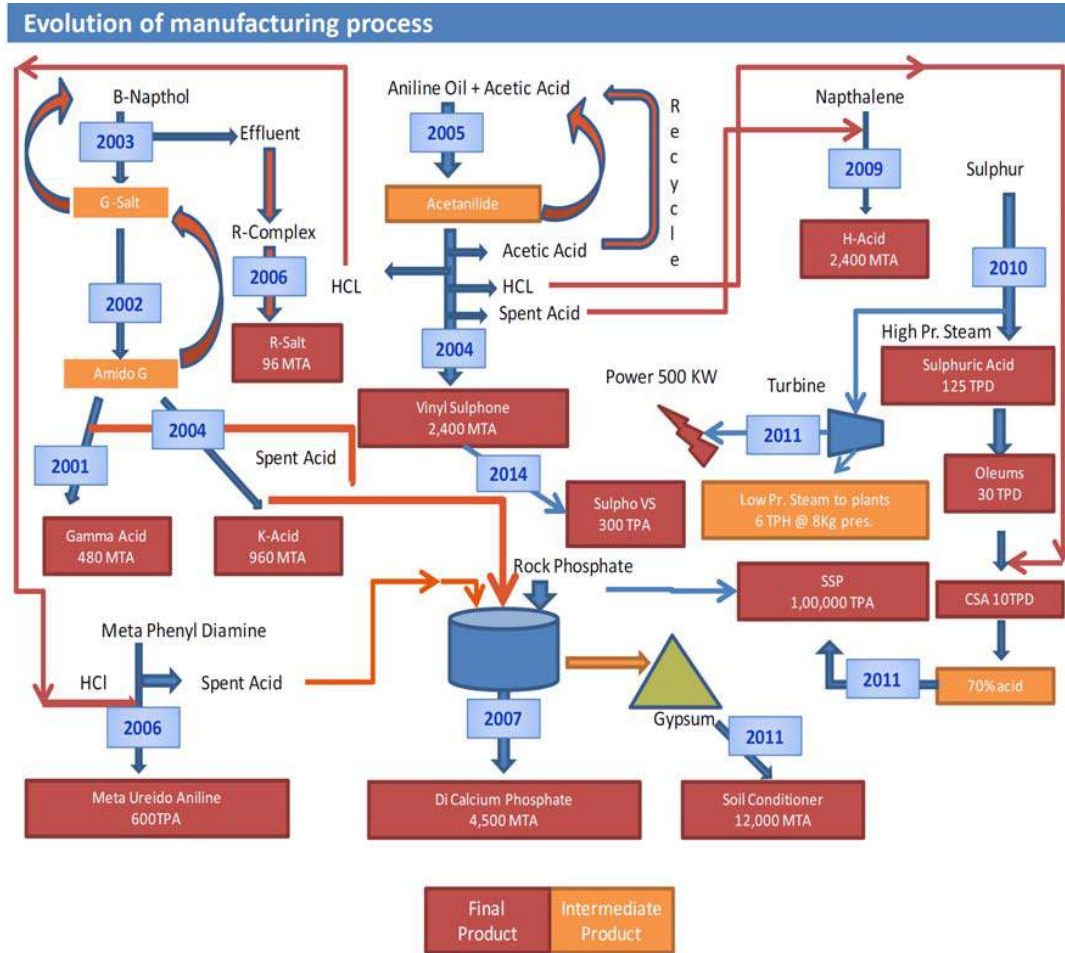 Evolution of manufacturing process
B-Napthol
2003
Effluent
G -Salt
R-Complex
2006
R-Salt
96 MTA
2002
Amido G
2001
2004
Spent Acid
Gamma Acid
480 MTA
K-Acid
960 MTA
Aniline Oil + Acetic Acid
2005
Recycle
Acetanilide
Acetic Acid
HCL
HCL
Spent Acid
2004
Vinyl Sulphone
2,400 MTA
2014
Sulpho VS
300 TPA
Napthalene
2009
H-Acid
2,400 MTA
Sulphur
2010
High Pr. Steam
Sulphuric Acid
125 TPD
Power 500 KW
Turbine
2011
Low Pr. Steam to plants
6 TPH @ 8Kg pres.
Oleums
30 TPD
CSA 10TPD
70% acid
2011
SSP
1,00,000 TPA
Rock Phosphate
Meta Phenyl Diamine
HCl
Spent Acid
2006
Meta Ureido Aniline
600TPA
2007
Di Calcium Phosphate
4,500 MTA
Gypsum
2011
Soil Conditioner
12,000 MTA
Final
Product
Intermediate
Product